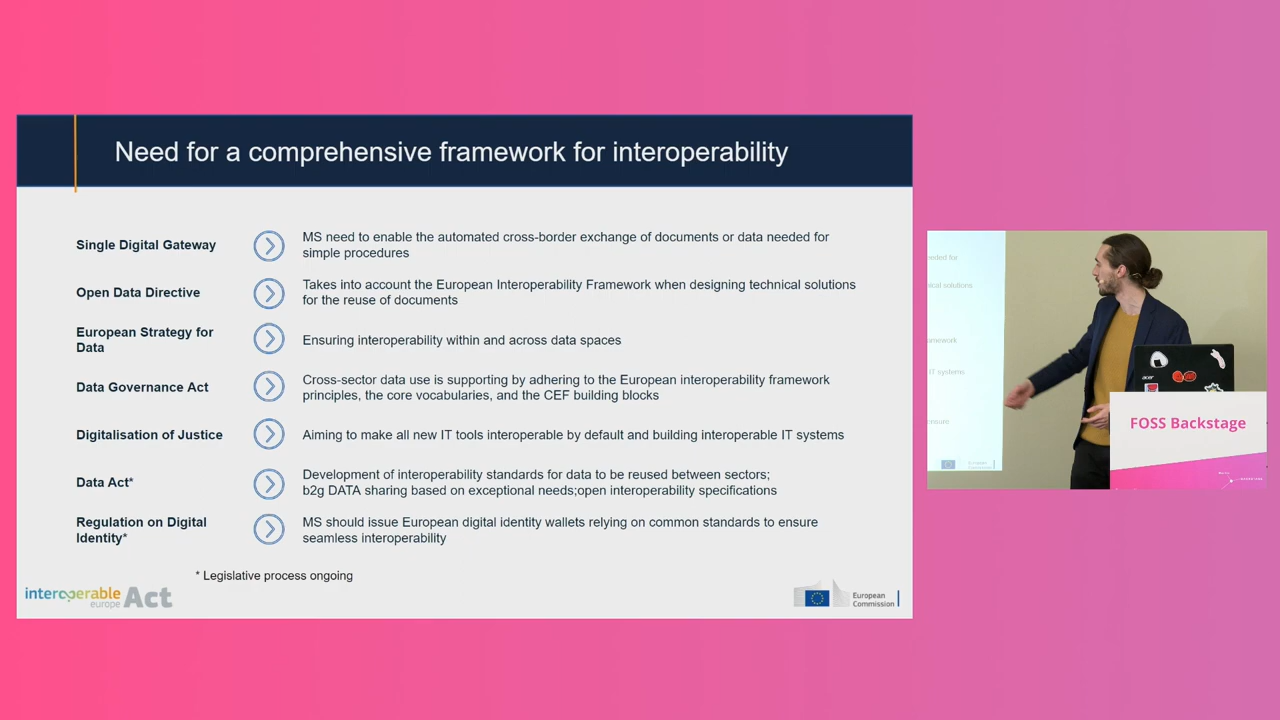 Need for a comprehensive framework for interoperability
Single Digital Gateway
MS need to enable the automated cross-border exchange of documents or data needed for
simple procedures
Open Data Directive
Takes into account the European Interoperability Framework when designing technical solutions
for the reuse of documents
European Strategy for
Data
Ensuring interoperability within and across data spaces
Data Governance Act
Cross-sector data use is supporting by adhering to the European interoperability framework
principles, the core vocabularies, and the CEF building blocks
Digitalisation of Justice
Aiming to make all new IT tools interoperable by default and building interoperable IT systems
Data Act*
Development of interoperability standards for data to be reused between sectors;
b2g DATA sharing based on exceptional needs;open interoperability specifications
Regulation on Digital
Identity*
MS should issue European digital identity wallets relying on common standards to ensure
seamless interoperability
* Legislative process ongoing
interoperable
europe
Act
European
Commission
IT systems
acer
FOSS Backstage